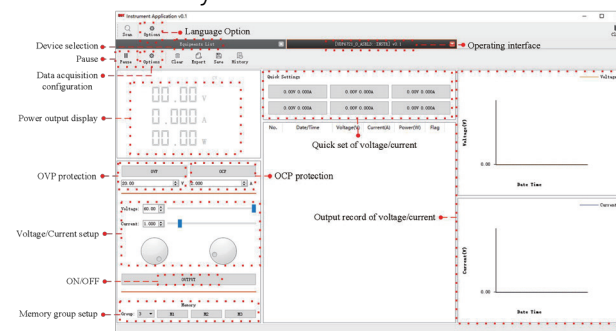 Instrument Application v0.1
Scan Options Language Option
Device selection
Equipments List
Operating interface
Pause
Pause Options Clear Export Save History
Data acquisition
configuration
Quick Settings
0.00V 0.000A 0.00V 0.000A 0.00V 0.000A
0.00V 0.000A 0.00V 0.000A 0.00V 0.000A
Power output display
00.00 V
0.000 A
00.00 W
No. Date/Time Voltage(V) Current(A) Power(W) Flag
Quick set of voltage/current
Voltage(V)
0.00
Date Time
OVP protection
OVP OCP
OCP protection
V A
Current
Voltage/Current setup
Voltage: 60.00
Current: 1.000
Output record of voltage/current
Current(A)
0.00
Date Time
ON/OFF
OUTPUT
Memory group setup
Memory
Group: M1 M2 M3